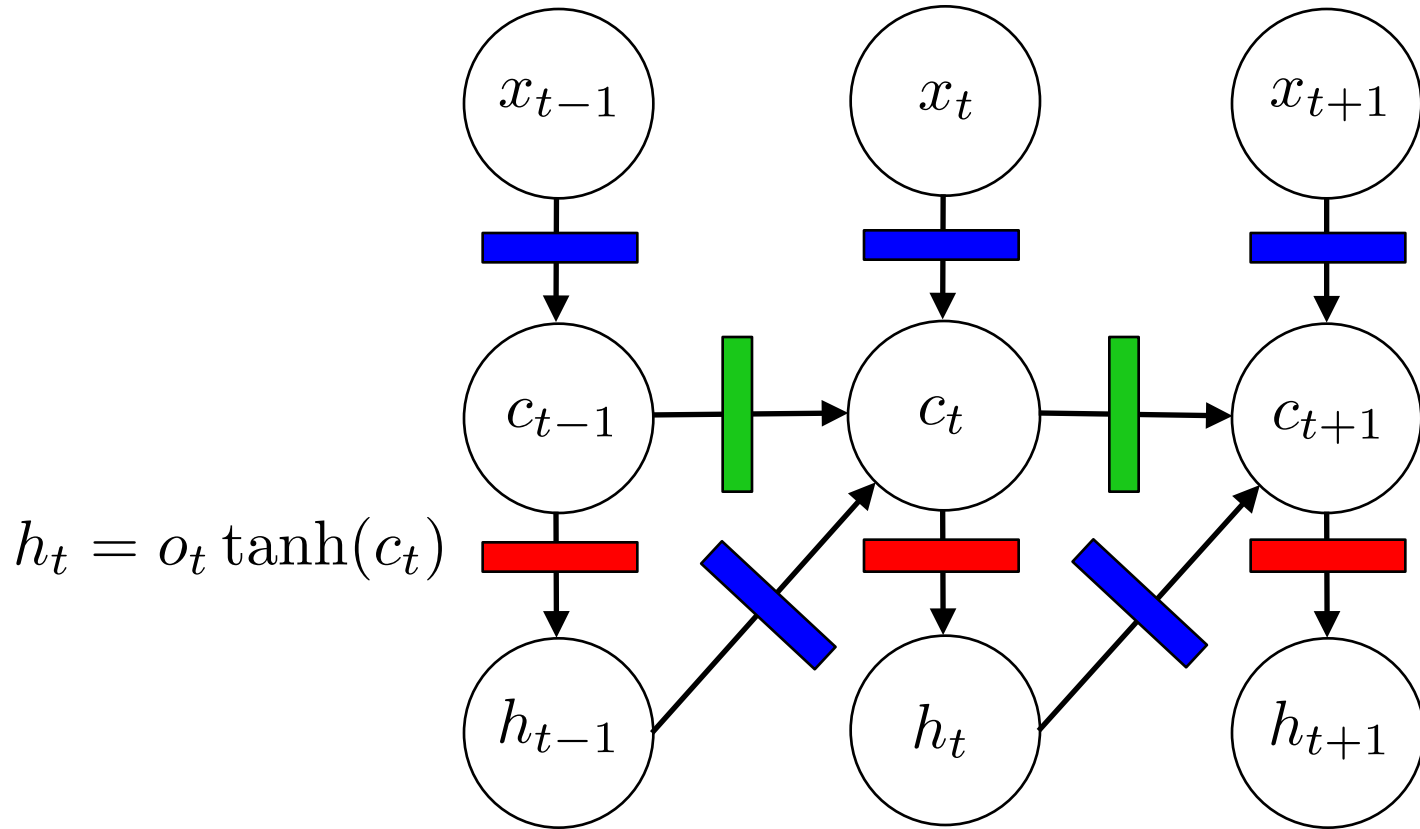 x_{t-1} x_t x_{t+1}
c_{t-1} c_t c_{t+1}
h_t = o_t tanh(c_t)
h_{t-1} h_t h_{t+1}